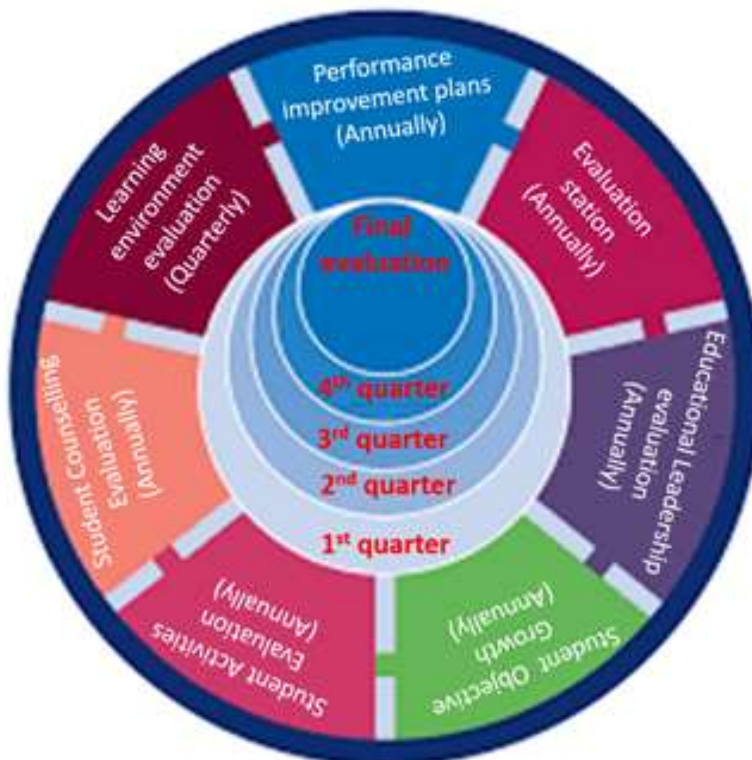 Performance
improvement plans
(Annually)
Evaluation
station
(Annually)
Educational Leadership
evaluation
(Annually)
Student Objective
Growth
(Annually)
Student Activities
Evaluation
(Annually)
Student Counselling
Evaluation
(Annually)
Learning
environment
evaluation
(Quarterly)
Final
evaluation
4th quarter
3rd quarter
2nd quarter
1st quarter